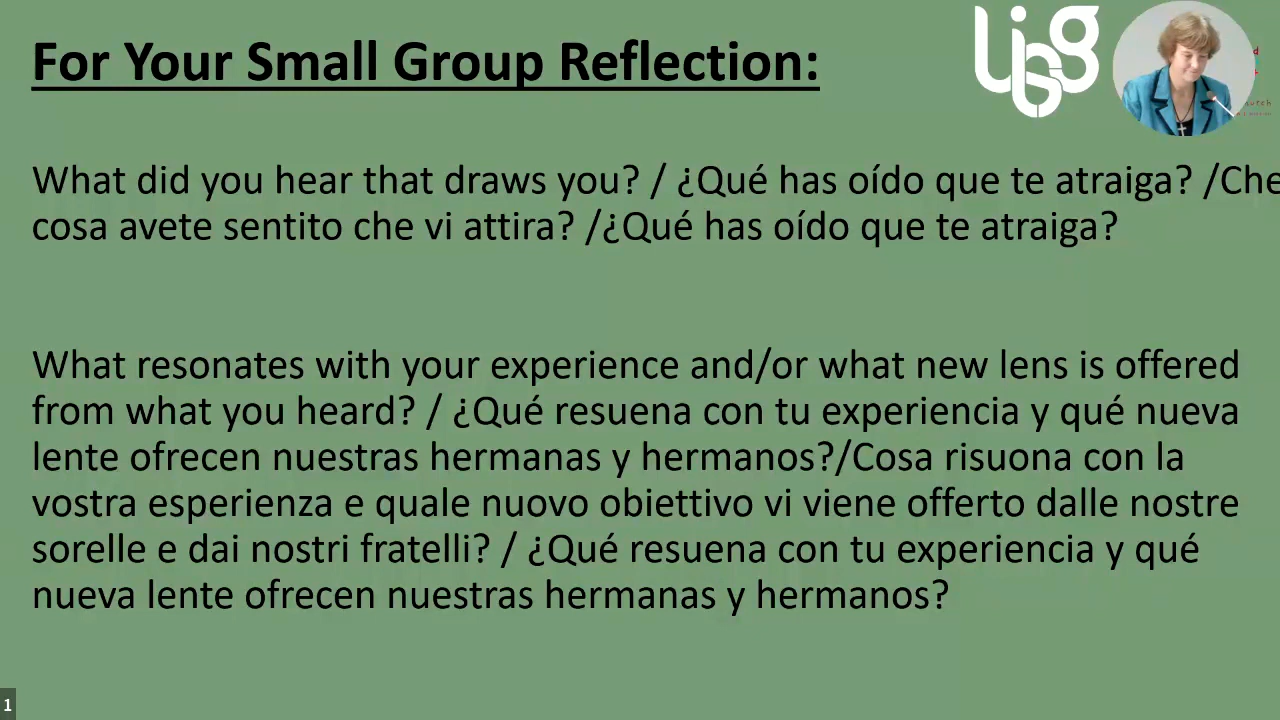 For Your Small Group Reflection:
What did you hear that draws you? / ¿Qué has oído que te atraiga? /Che
cosa avete sentito che vi attira? /¿Qué has oído que te atraiga?
What resonates with your experience and/or what new lens is offered
from what you heard? / ¿Qué resuena con tu experiencia y qué nueva
lente ofrecen nuestras hermanas y hermanos?/Cosa risuona con la
vostra esperienza e quale nuovo obiettivo vi viene offerto dalle nostre
sorelle e dai nostri fratelli? / ¿Qué resuena con tu experiencia y qué
nueva lente ofrecen nuestras hermanas y hermanos?
1